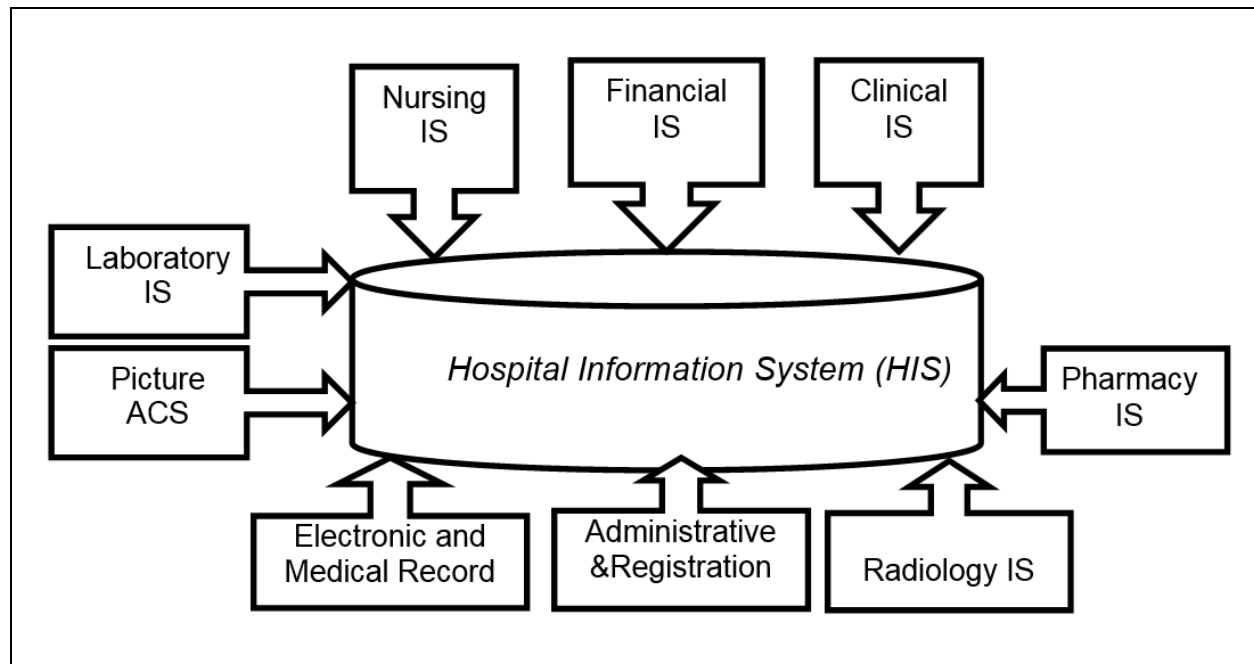 Nursing
IS
Financial
IS
Clinical
IS
Laboratory
IS
Picture
ACS
Hospital Information System (HIS)
Pharmacy
IS
Electronic and
Medical Record
Administrative
&Registration
Radiology IS